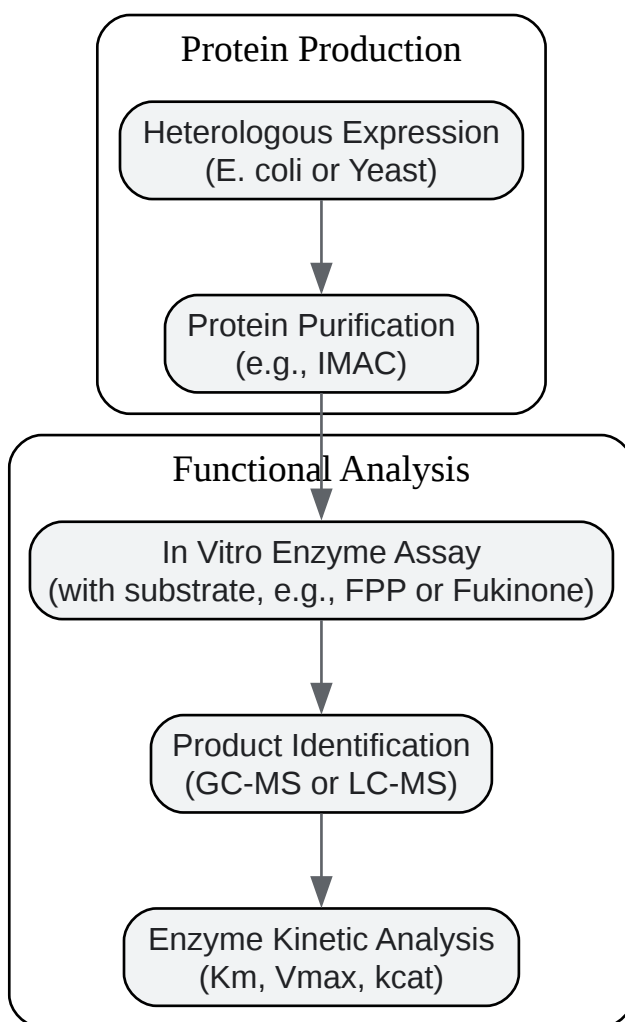 Protein Production
Heterologous Expression
(E. coli or Yeast)
Protein Purification
(e.g., IMAC)
Functional Analysis
In Vitro Enzyme Assay
(with substrate, e.g., FPP or Fukinone)
Product Identification
(GC-MS or LC-MS)
Enzyme Kinetic Analysis
(Km, Vmax, kcat)